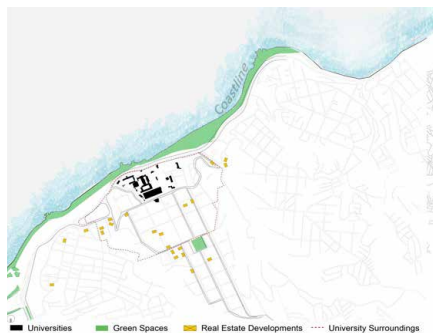 Coastline
Universities
Green Spaces
Real Estate Developments
University Surroundings